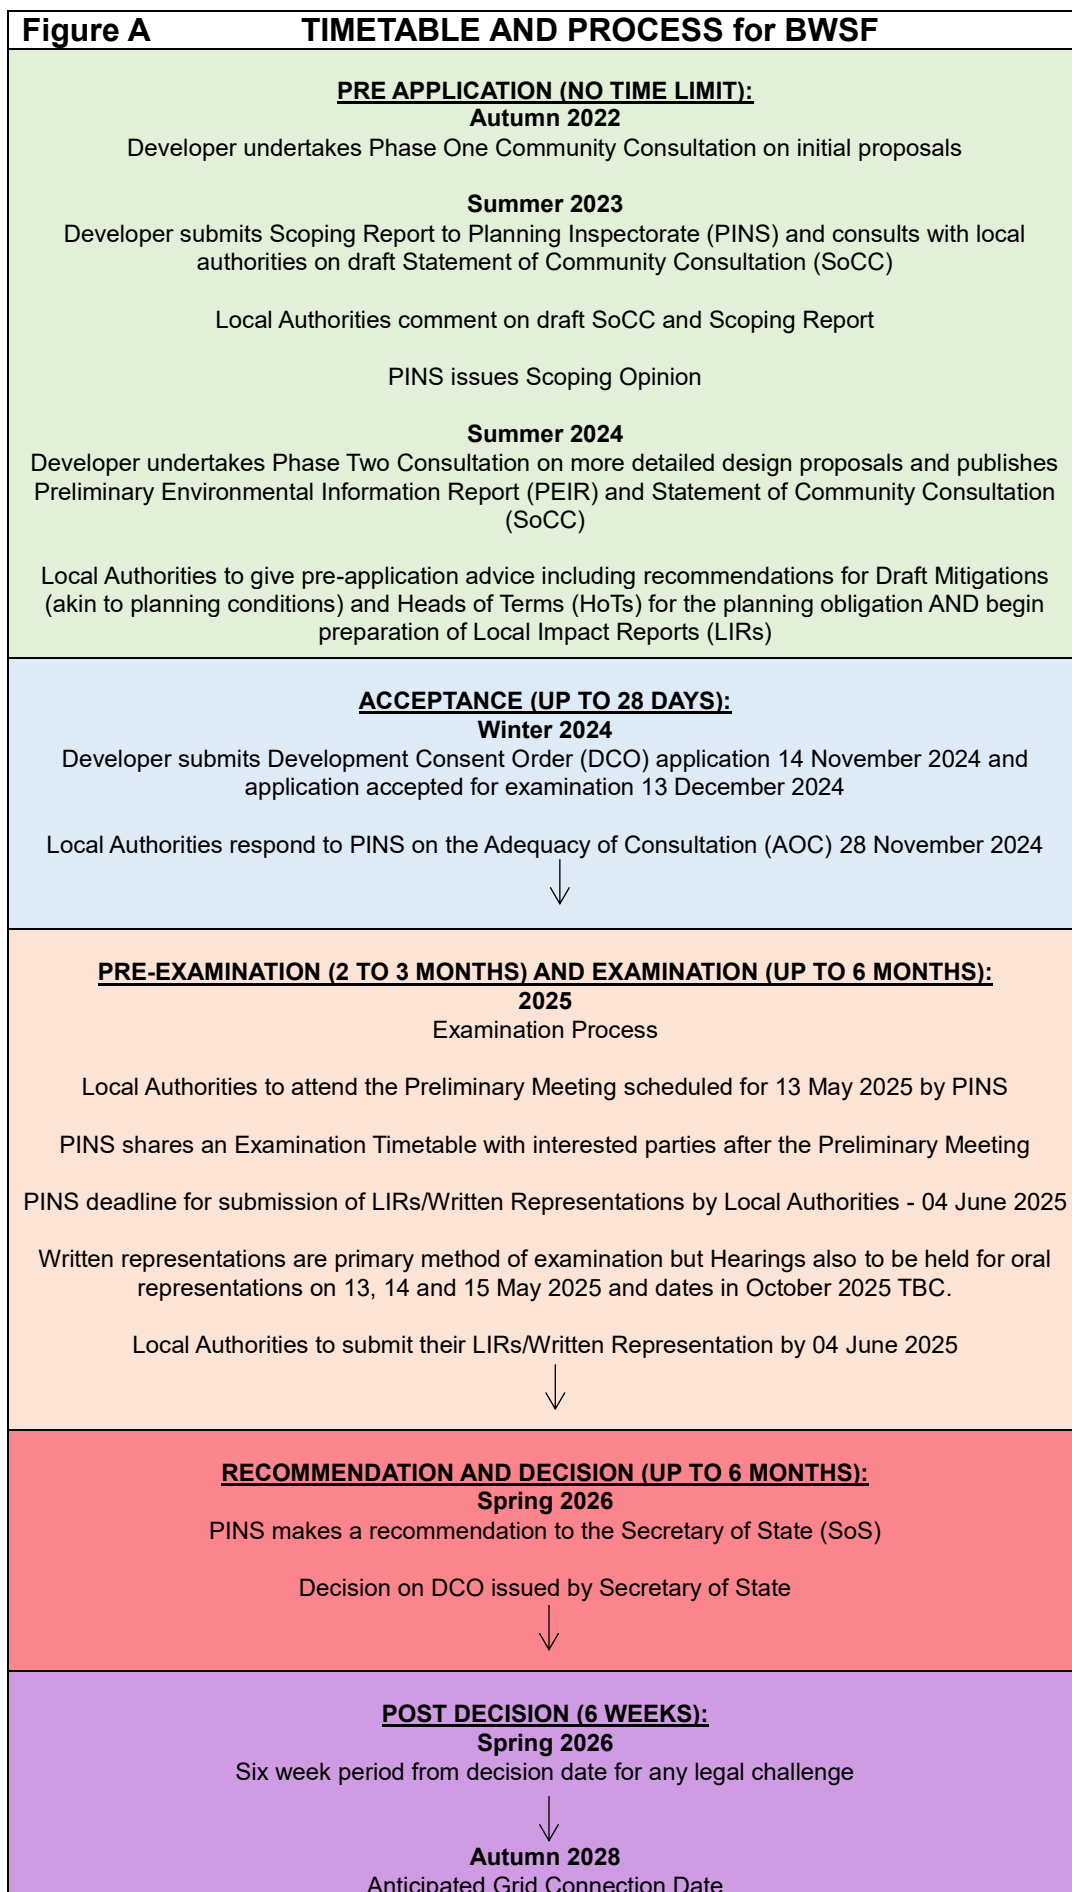 Figure A TIMETABLE AND PROCESS for BWSF
PRE APPLICATION (NO TIME LIMIT):
Autumn 2022
Developer undertakes Phase One Community Consultation on initial proposals
Summer 2023
Developer submits Scoping Report to Planning Inspectorate (PINS) and consults with local
authorities on draft Statement of Community Consultation (SoCC)
Local Authorities comment on draft SoCC and Scoping Report
PINS issues Scoping Opinion
Summer 2024
Developer undertakes Phase Two Consultation on more detailed design proposals and publishes
Preliminary Environmental Information Report (PEIR) and Statement of Community Consultation
(SoCC)
Local Authorities to give pre-application advice including recommendations for Draft Mitigations
(akin to planning conditions) and Heads of Terms (HoTs) for the planning obligation AND begin
preparation of Local Impact Reports (LIRs)
ACCEPTANCE (UP TO 28 DAYS):
Winter 2024
Developer submits Development Consent Order (DCO) application 14 November 2024 and
application accepted for examination 13 December 2024
Local Authorities respond to PINS on the Adequacy of Consultation (AOC) 28 November 2024
PRE-EXAMINATION (2 TO 3 MONTHS) AND EXAMINATION (UP TO 6 MONTHS):
2025
Examination Process
Local Authorities to attend the Preliminary Meeting scheduled for 13 May 2025 by PINS
PINS shares an Examination Timetable with interested parties after the Preliminary Meeting
PINS deadline for submission of LIRs/Written Representations by Local Authorities - 04 June 2025
Written representations are primary method of examination but Hearings also to be held for oral
representations on 13, 14 and 15 May 2025 and dates in October 2025 TBC.
Local Authorities to submit their LIRs/Written Representation by 04 June 2025
RECOMMENDATION AND DECISION (UP TO 6 MONTHS):
Spring 2026
PINS makes a recommendation to the Secretary of State (SoS)
Decision on DCO issued by Secretary of State
POST DECISION (6 WEEKS):
Spring 2026
Six week period from decision date for any legal challenge
Autumn 2028
Anticipated Grid Connection Date